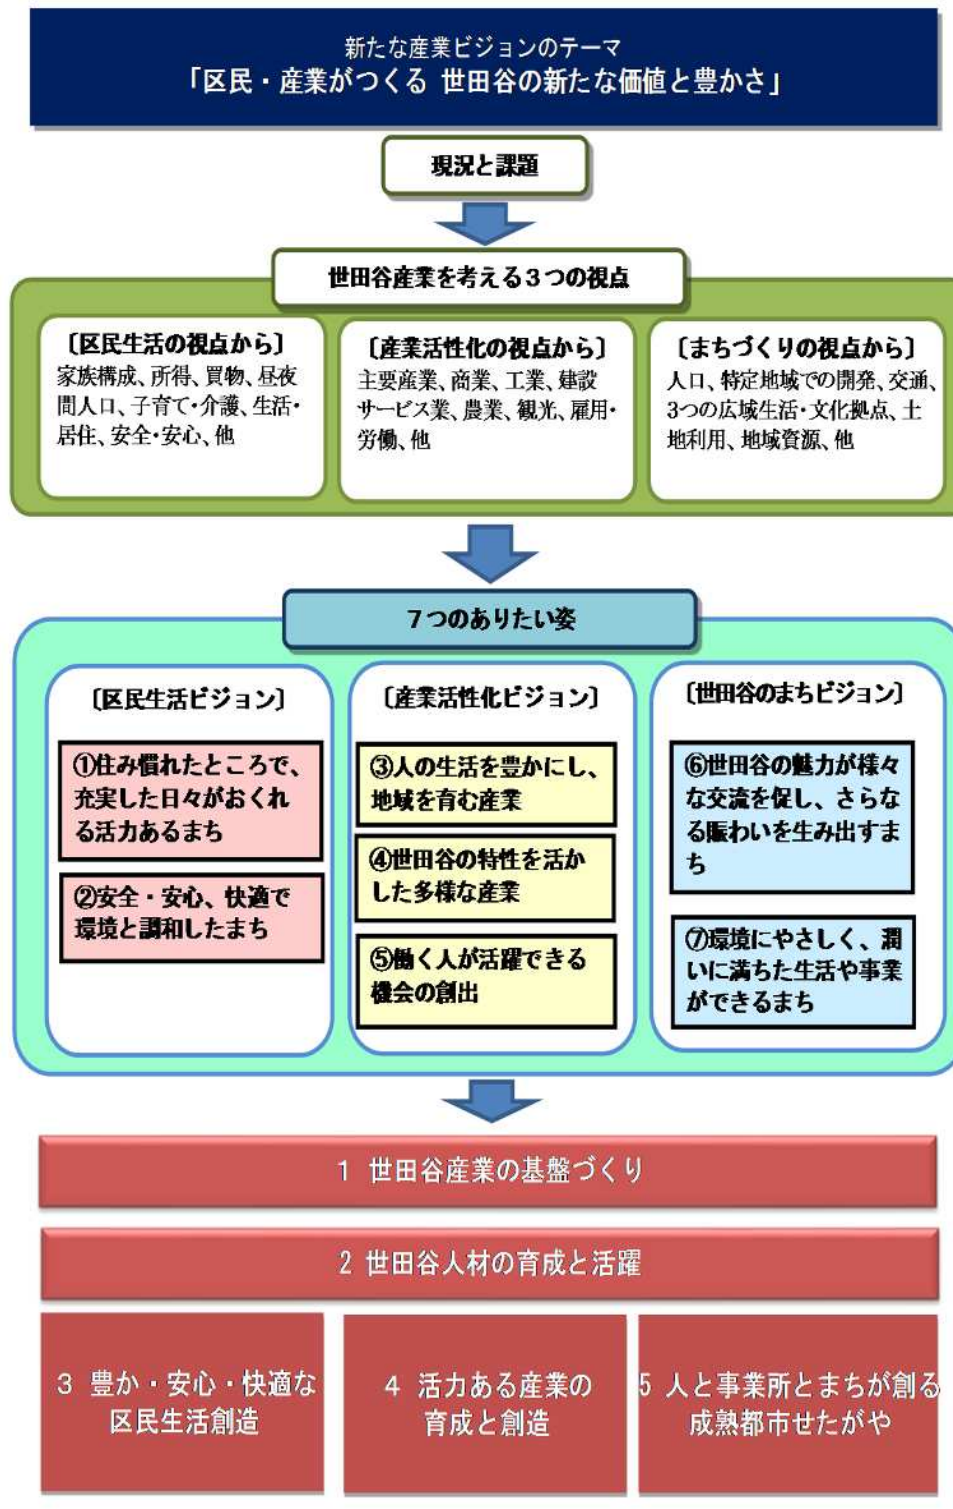 新たな産業ビジョンのテーマ
「区民・産業がつくる 世田谷の新たな価値と豊かさ」
現況と課題
世田谷産業を考える３つの視点
〔区民生活の視点から〕
家族構成、所得、買物、昼夜
間人口、子育て・介護、生活・
居住、安全・安心、他
〔産業活性化の視点から〕
主要産業、商業、工業、建設
サービス業、農業、観光、雇用・
労働、他
〔まちづくりの視点から〕
人口、特定地域での開発、交通、
3つの広域生活・文化拠点、土
地利用、地域資源、他
７つのありたい姿
〔区民生活ビジョン〕
①住み慣れたところで、
充実した日々がおくれ
る活力あるまち
②安全・安心、快適で
環境と調和したまち
〔産業活性化ビジョン〕
③人の生活を豊かにし、
地域を育む産業
④世田谷の特性を活か
した多様な産業
⑤働く人が活躍できる
機会の創出
〔世田谷のまちビジョン〕
⑥世田谷の魅力が様々
な交流を促し、さらな
る賑わいを生み出すま
ち
⑦環境にやさしく、潤
いに満ちた生活や事業
ができるまち
１ 世田谷産業の基盤づくり
２ 世田谷人材の育成と活躍
３ 豊か・安心・快適な
区民生活創造
４ 活力ある産業の
育成と創造
５ 人と事業所とまちが創る
成熟都市せたがや